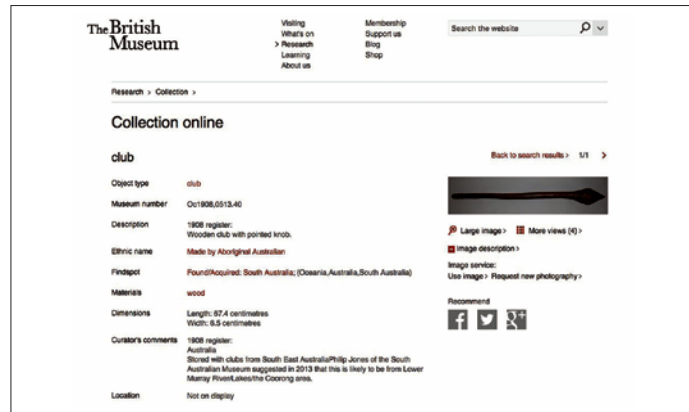 The British
Museum
Visiting
What's on
> Research
Learning
About us
Membership
Support us
Blog
Shop
Search the website
Research > Collection >
Collection online
club
Back to search results > 1/1 >
Object type club
Museum number Oc1908,0513.40
Description 1908 register:
Wooden club with pointed knob.
Ethnic name Made by Aboriginal Australian
Findspot Found/Acquired: South Australia; (Oceania,Australia,South Australia)
Materials wood
Dimensions Length: 67.4 centimetres
Width: 6.5 centimetres
Curator's comments 1908 register:
Australia
Stored with clubs from South East AustraliaPhilip Jones of the South
Australian Museum suggested in 2013 that this is likely to be from Lower
Murray River/Lakes/the Coorong area.
Location Not on display
Large image > More views (4) >
Image description >
Image service:
Use image > Request new photography >
Recommend
f g+